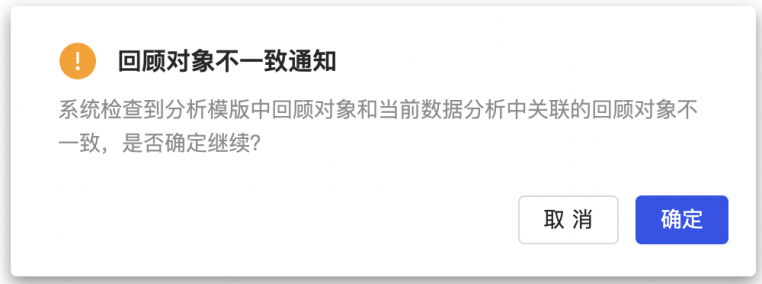 回顾对象不一致通知
系统检查到分析模版中回顾对象和当前数据分析中关联的回顾对象不
一致，是否确定继续?
取 消
确定